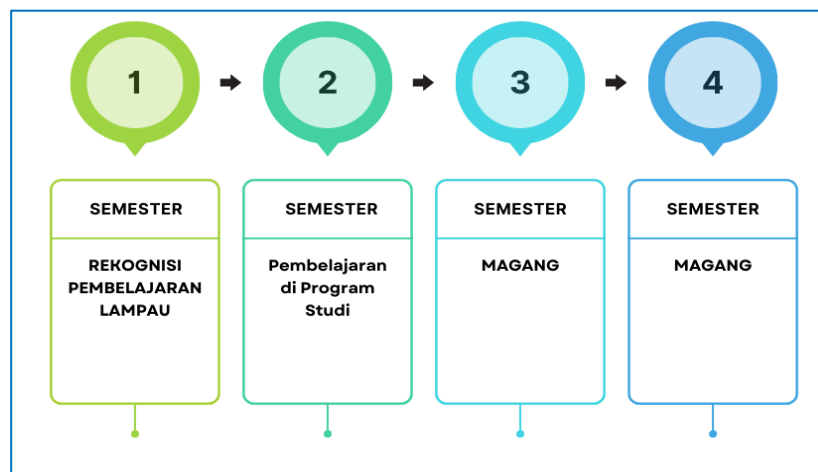 1
2
3
4
SEMESTER
REKOGNISI
PEMBELAJARAN
LAMPAU
SEMESTER
Pembelajaran
di Program
Studi
SEMESTER
MAGANG
SEMESTER
MAGANG